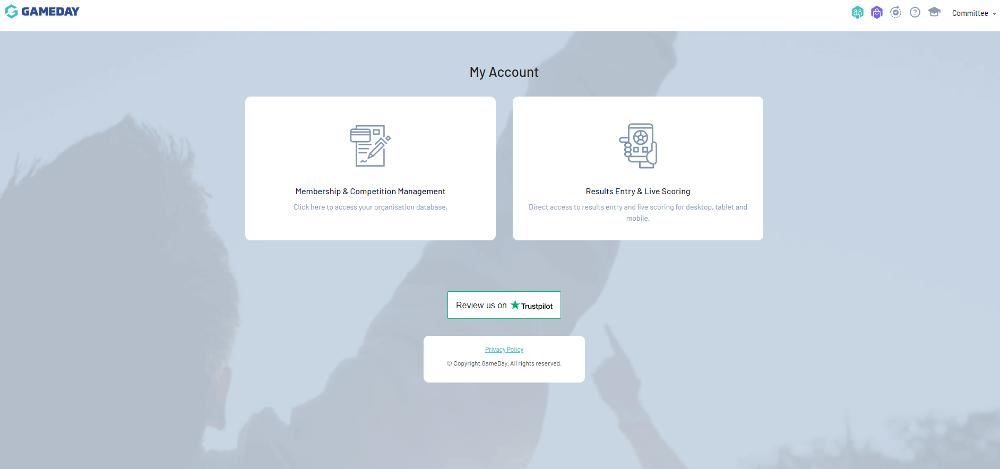 GAMEDAY
Committee
My Account
Membership & Competition Management
Click here to access your organisation database.
Results Entry & Live Scoring
Direct access to results entry and live scoring for desktop, tablet and
mobile.
Review us on Trustpilot
Privacy Policy
© Copyright GameDay. All rights reserved.